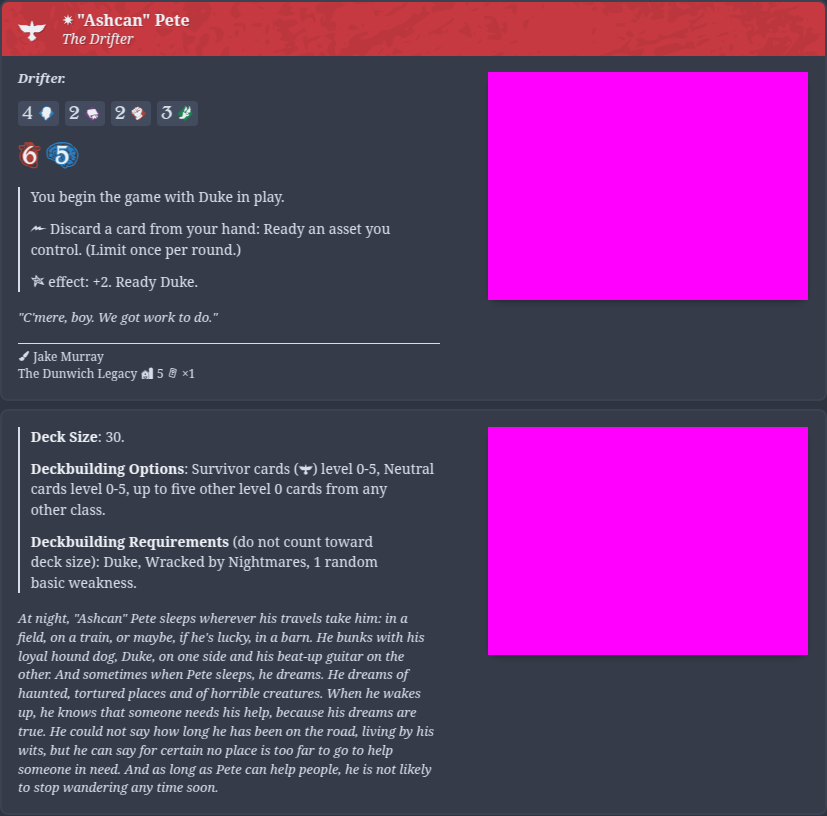 "Ashcan" Pete
The Drifter
Drifter.
4 2 2 3
6 5
You begin the game with Duke in play.
Discard a card from your hand: Ready an asset you
control. (Limit once per round.)
effect: +2. Ready Duke.
"C'mere, boy. We got work to do."
Jake Murray
The Dunwich Legacy 5 ×1
Deck Size: 30.
Deckbuilding Options: Survivor cards () level 0-5, Neutral
cards level 0-5, up to five other level 0 cards from any
other class.
Deckbuilding Requirements (do not count toward
deck size): Duke, Wracked by Nightmares, 1 random
basic weakness.
At night, "Ashcan" Pete sleeps wherever his travels take him: in a
field, on a train, or maybe, if he's lucky, in a barn. He bunks with his
loyal hound dog, Duke, on one side and his beat-up guitar on the
other. And sometimes when Pete sleeps, he dreams. He dreams of
haunted, tortured places and of horrible creatures. When he wakes
up, he knows that someone needs his help, because his dreams are
true. He could not say how long he has been on the road, living by his
wits, but he can say for certain no place is too far to go to help
someone in need. And as long as Pete can help people, he is not likely
to stop wandering any time soon.